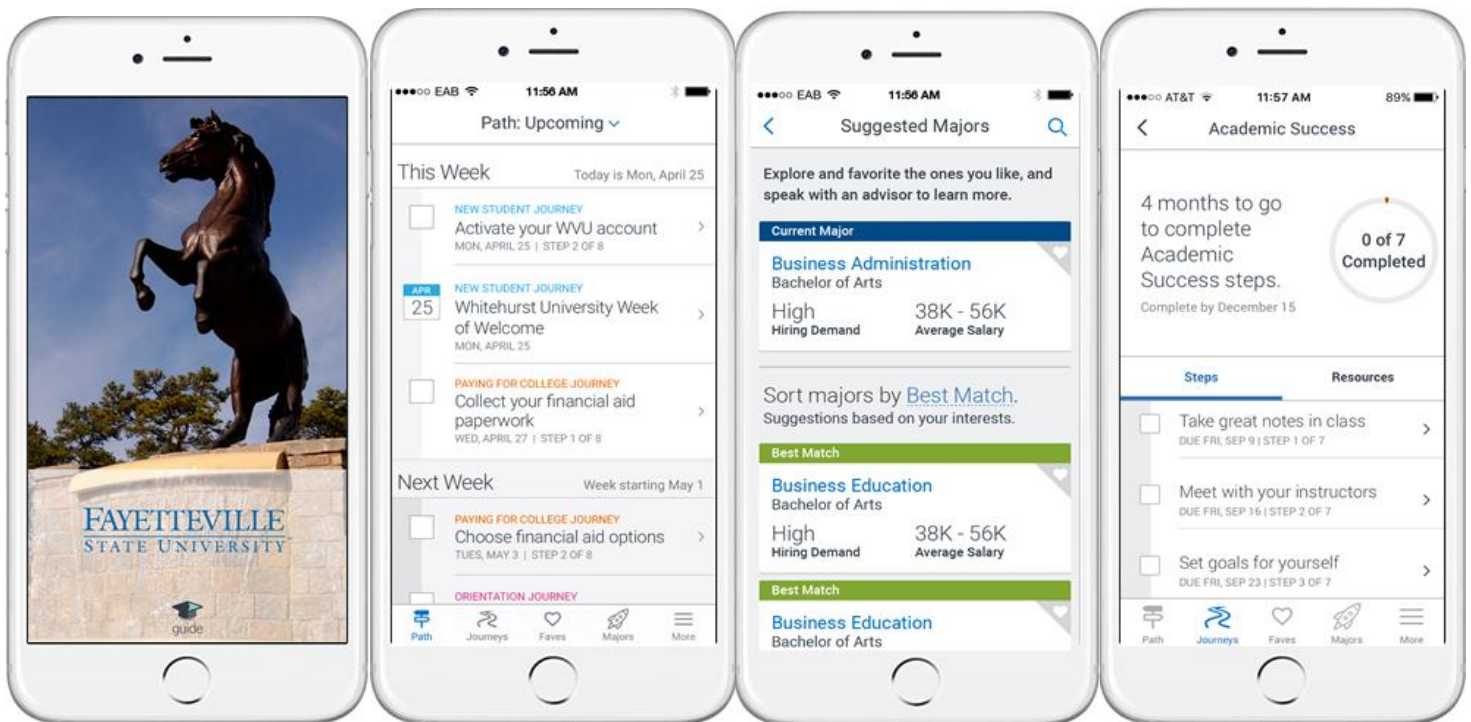 FAYETTEVILLE
STATE UNIVERSITY
guide
EAB 11:56 AM
Path: Upcoming
This Week Today is Mon, April 25
NEW STUDENT JOURNEY
Activate your WVU account
MON, APRIL 25 | STEP 2 OF 8
APR
25
NEW STUDENT JOURNEY
Whitehurst University Week
of Welcome
MON, APRIL 25
PAYING FOR COLLEGE JOURNEY
Collect your financial aid
paperwork
WED, APRIL 27 | STEP 1 OF 8
Next Week Week starting May 1
PAYING FOR COLLEGE JOURNEY
Choose financial aid options
TUES, MAY 3 | STEP 2 OF 8
ORIENTATION JOURNEY
Path Journeys Faves Majors More
EAB 11:56 AM
Suggested Majors
Explore and favorite the ones you like, and
speak with an advisor to learn more.
Current Major
Business Administration
Bachelor of Arts
High 38K - 56K
Hiring Demand Average Salary
Sort majors by Best Match.
Suggestions based on your interests.
Best Match
Business Education
Bachelor of Arts
High 38K - 56K
Hiring Demand Average Salary
Best Match
Business Education
Bachelor of Arts
AT&T 11:57 AM 89%
Academic Success
4 months to go
to complete
Academic
Success steps.
Complete by December 15
0 of 7
Completed
Steps Resources
Take great notes in class
DUE FRI, SEP 9 | STEP 1 OF 7
Meet with your instructors
DUE FRI, SEP 16 | STEP 2 OF 7
Set goals for yourself
DUE FRI, SEP 23 | STEP 3 OF 7
Path Journeys Faves Majors More